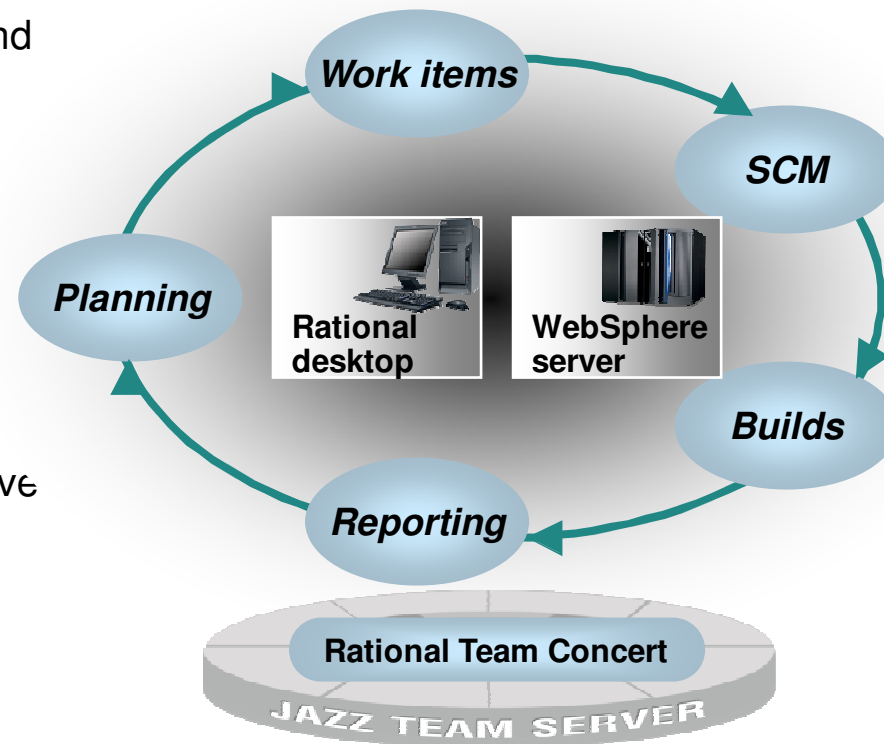 Work items
SCM
Planning
Rational
desktop
WebSphere
server
Builds
Reporting
Rational Team Concert
JAZZ TEAM SERVER